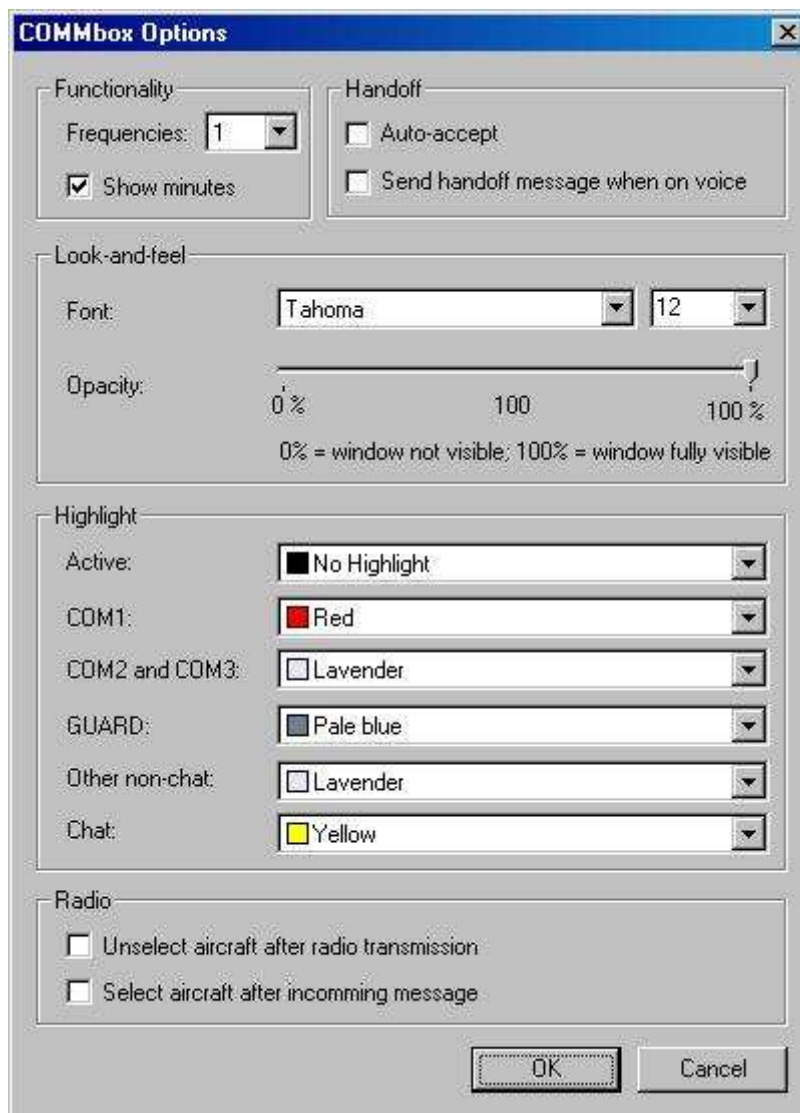 COMMbox Options
Functionality
Frequencies: 1
Show minutes
Handoff
Auto-accept
Send handoff message when on voice
Look-and-feel
Font: Tahoma 12
Opacity:
0 % 100 100 %
0% = window not visible; 100% = window fully visible
Highlight
Active: No Highlight
COM1: Red
COM2 and COM3: Lavender
GUARD: Pale blue
Other non-chat: Lavender
Chat: Yellow
Radio
Unselect aircraft after radio transmission
Select aircraft after incomming message
OK Cancel